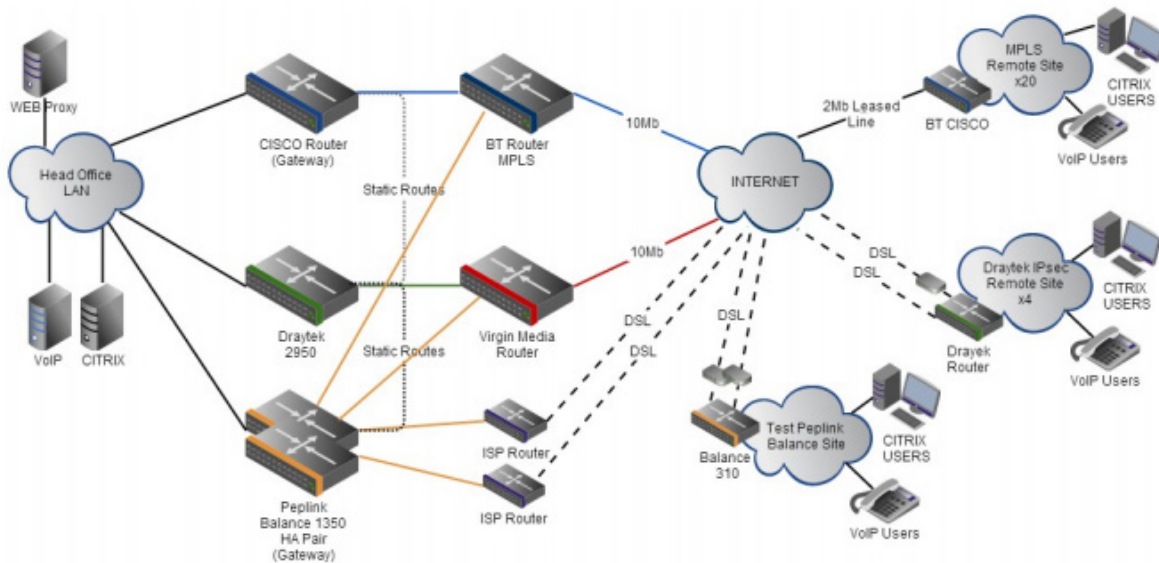 WEB Proxy
Head Office
LAN
VoIP
CITRIX
CISCO Router
(Gateway)
BT Router
MPLS
Static Routes
10Mb
Draytek
2950
Virgin Media
Router
10Mb
Static Routes
Peplink
Balance 1350
HA Pair
(Gateway)
ISP Router
ISP Router
INTERNET
DSL
DSL
DSL
2Mb Leased
Line
BT CISCO
MPLS
Remote Site
x20
CITRIX
USERS
VoIP Users
DSL
DSL
Drayek
Router
Draytek IPsec
Remote Site
x4
CITRIX
USERS
VoIP Users
Balance
310
Test Peplink
Balance Site
CITRIX
USERS
VoIP Users